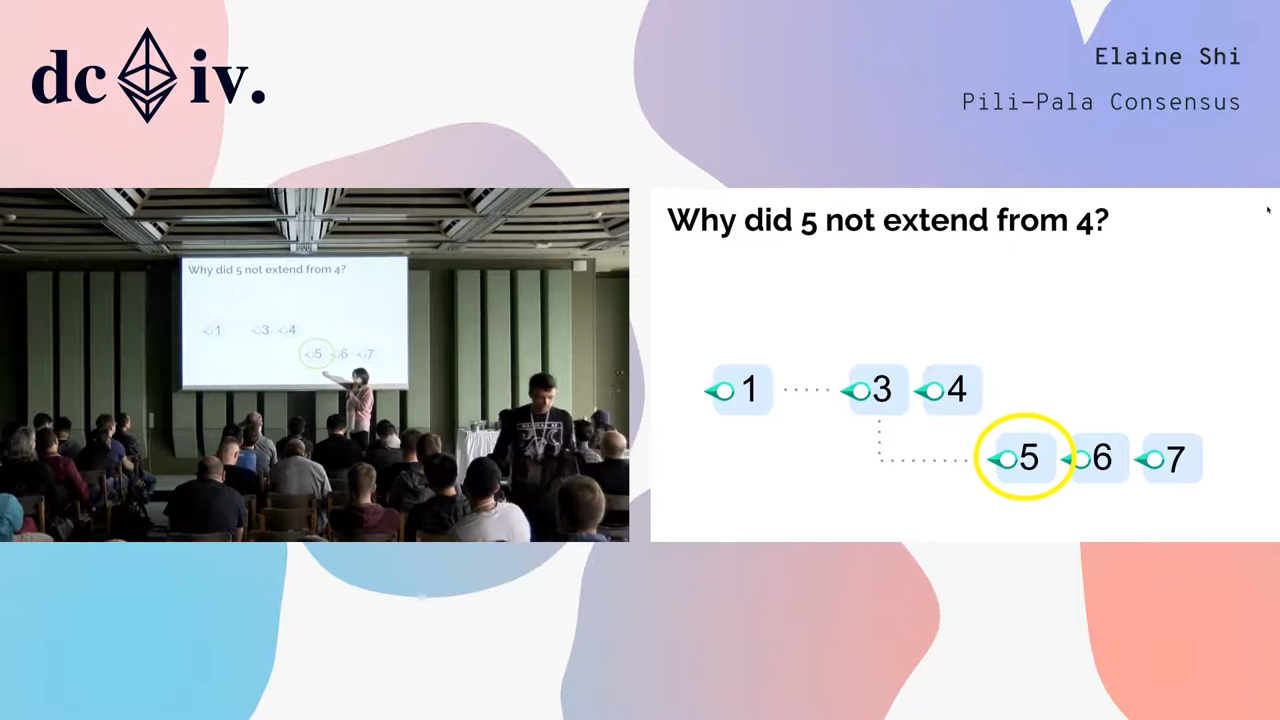 dc iv.
Elaine Shi
Pili-Pala Consensus
Why did 5 not extend from 4?
1 3 4
5 6 7
Why did 5 not extend from 4?
1 3 4
5 6 7